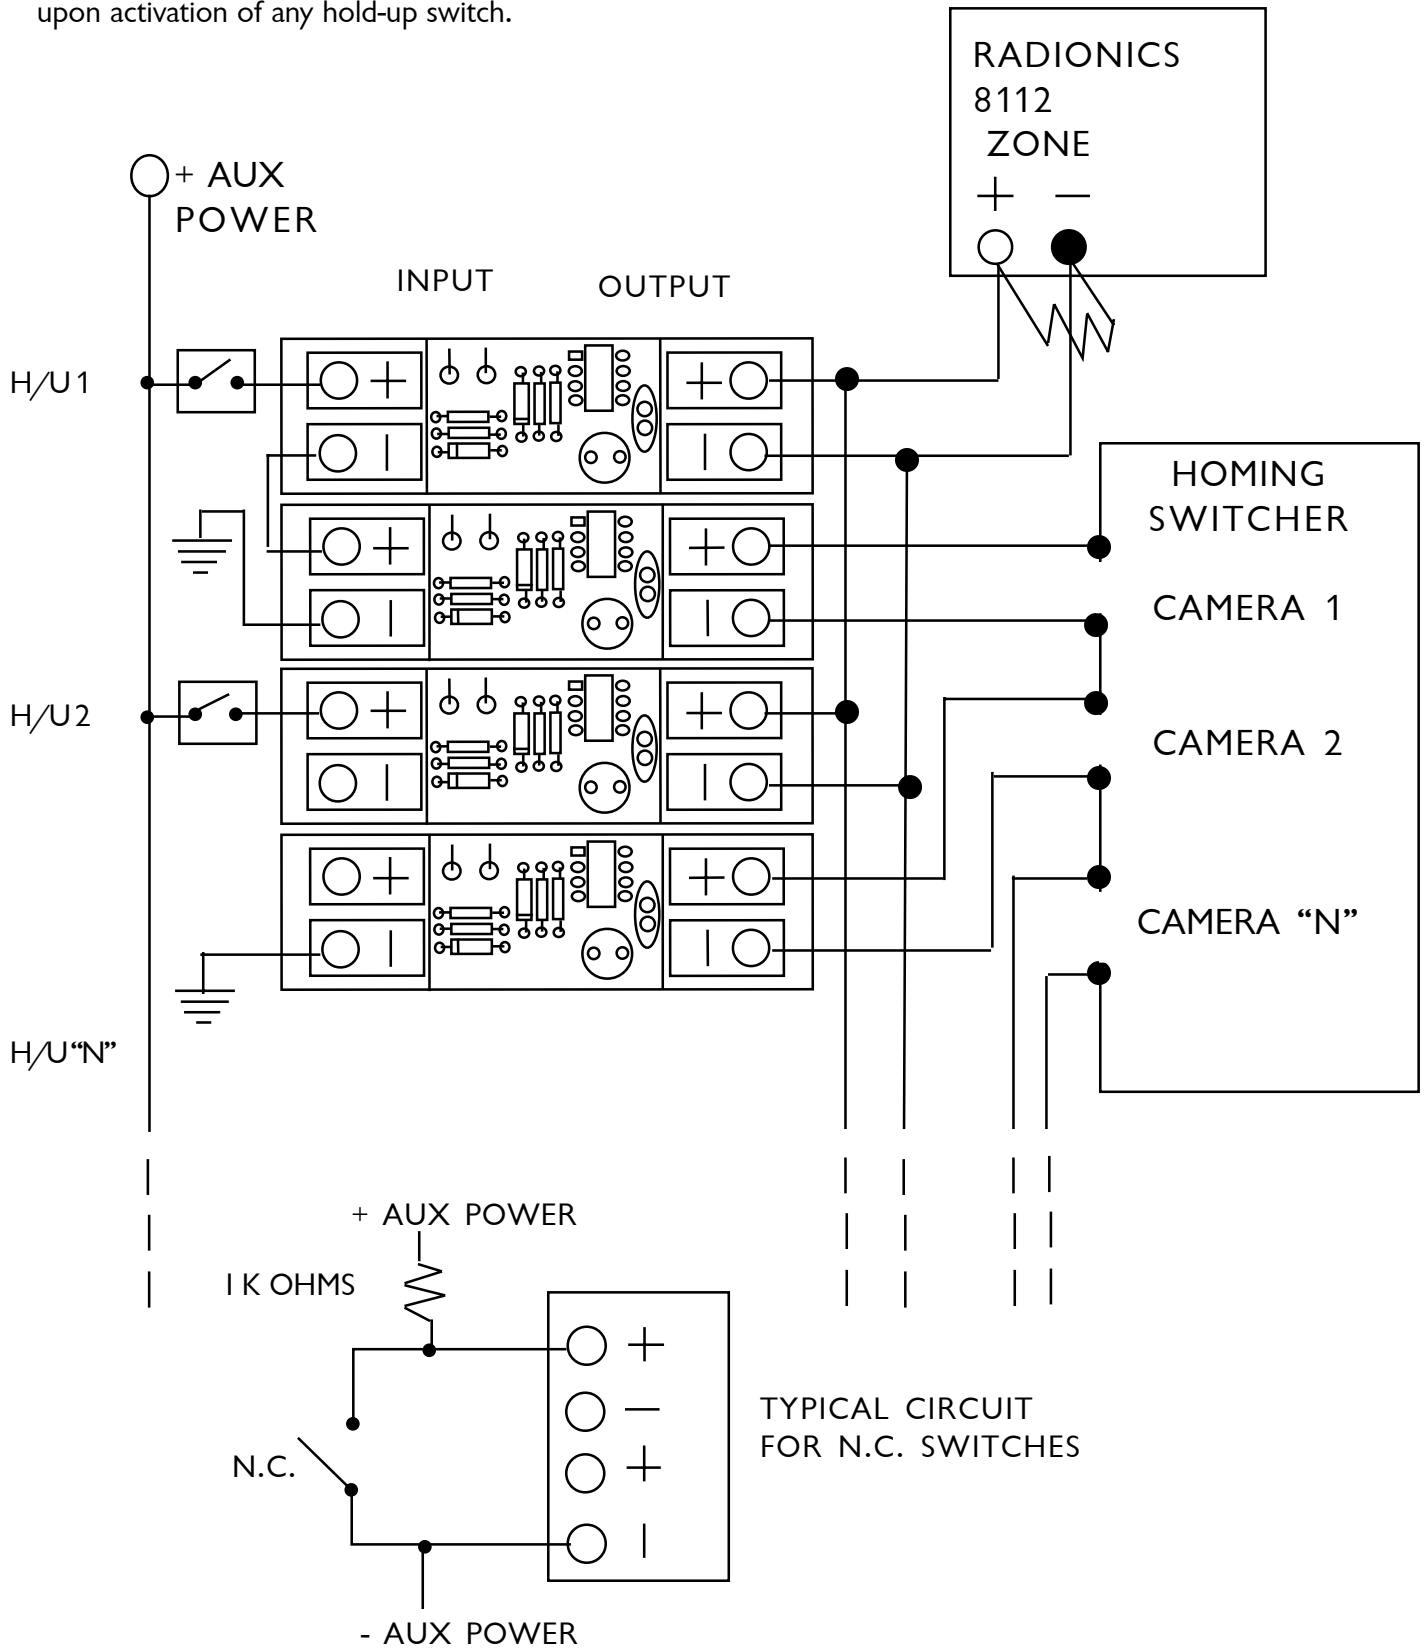 upon activation of any hold-up switch.
RADIONICS
8112
ZONE
+ —
+ AUX
POWER
INPUT
OUTPUT
H/U1
HOMING
SWITCHER
CAMERA 1
H/U2
CAMERA 2
CAMERA “N”
H/U“N”
+ AUX POWER
1 K OHMS
TYPICAL CIRCUIT
FOR N.C. SWITCHES
N.C.
- AUX POWER